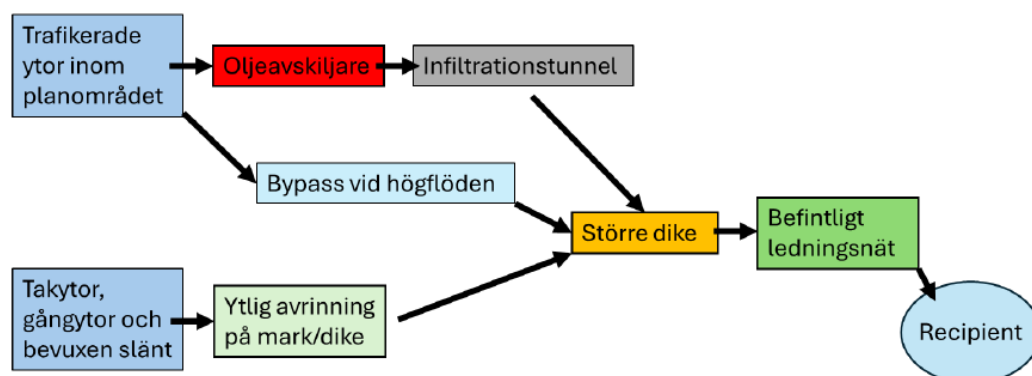 Trafikerade
ytor inom
planområdet
Oljeavskiljare
Infiltrationstunnel
Bypass vid högflöden
Större dike
Befintligt
ledningsnät
Takytor,
gångytor och
bevuxen slänt
Ytlig avrinning
på mark/dike
Recipient